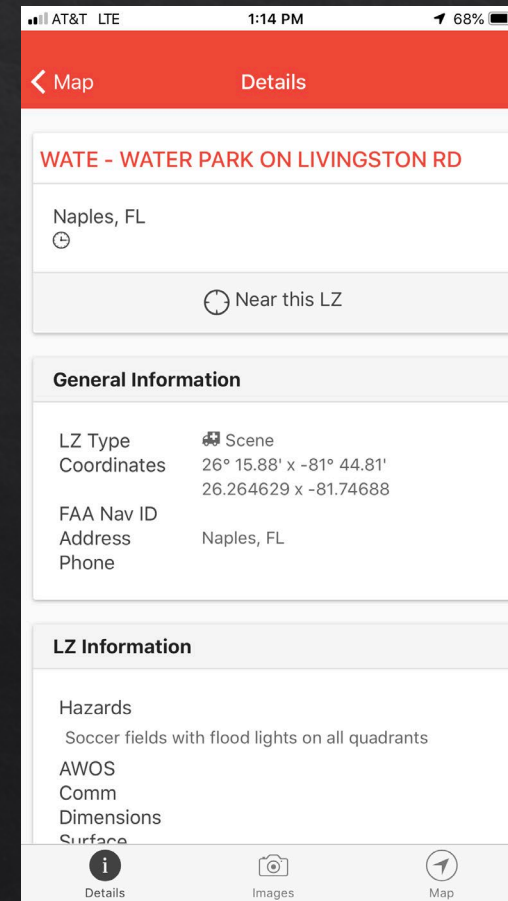 AT&T LTE 1:14 PM 68%
Map Details
WATE - WATER PARK ON LIVINGSTON RD
Naples, FL
Near this LZ
General Information
LZ Type Scene
Coordinates 26° 15.88' x -81° 44.81'
26.264629 x -81.74688
FAA Nav ID
Address Naples, FL
Phone
LZ Information
Hazards
Soccer fields with flood lights on all quadrants
AWOS
Comm
Dimensions
Surface
Details Images Map